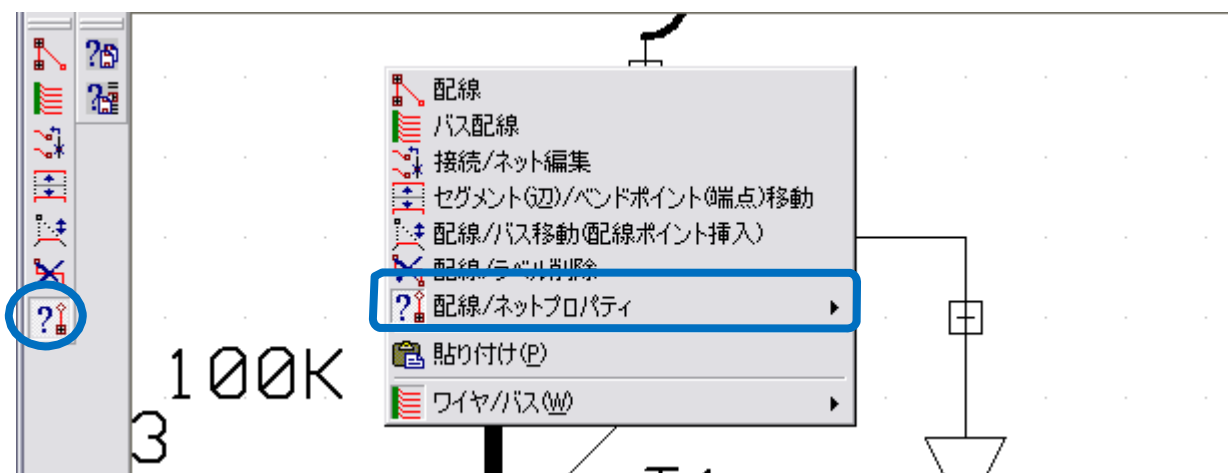 配線
バス配線
接続/ネット編集
セグメント(辺)/ベンドポイント(端点)移動
配線/バス移動(配線ポイント挿入)
配線/ラベル削除
配線/ネットプロパティ
貼り付け(P)
ワイヤ/バス(W)
100K
3